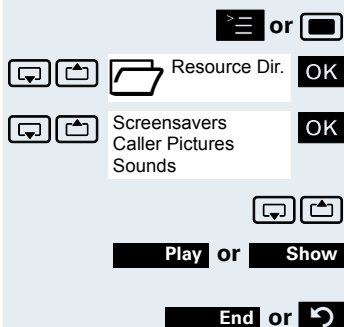 or
Resource Dir. OK
Screensavers OK
Caller Pictures
Sounds
Play or Show
End or